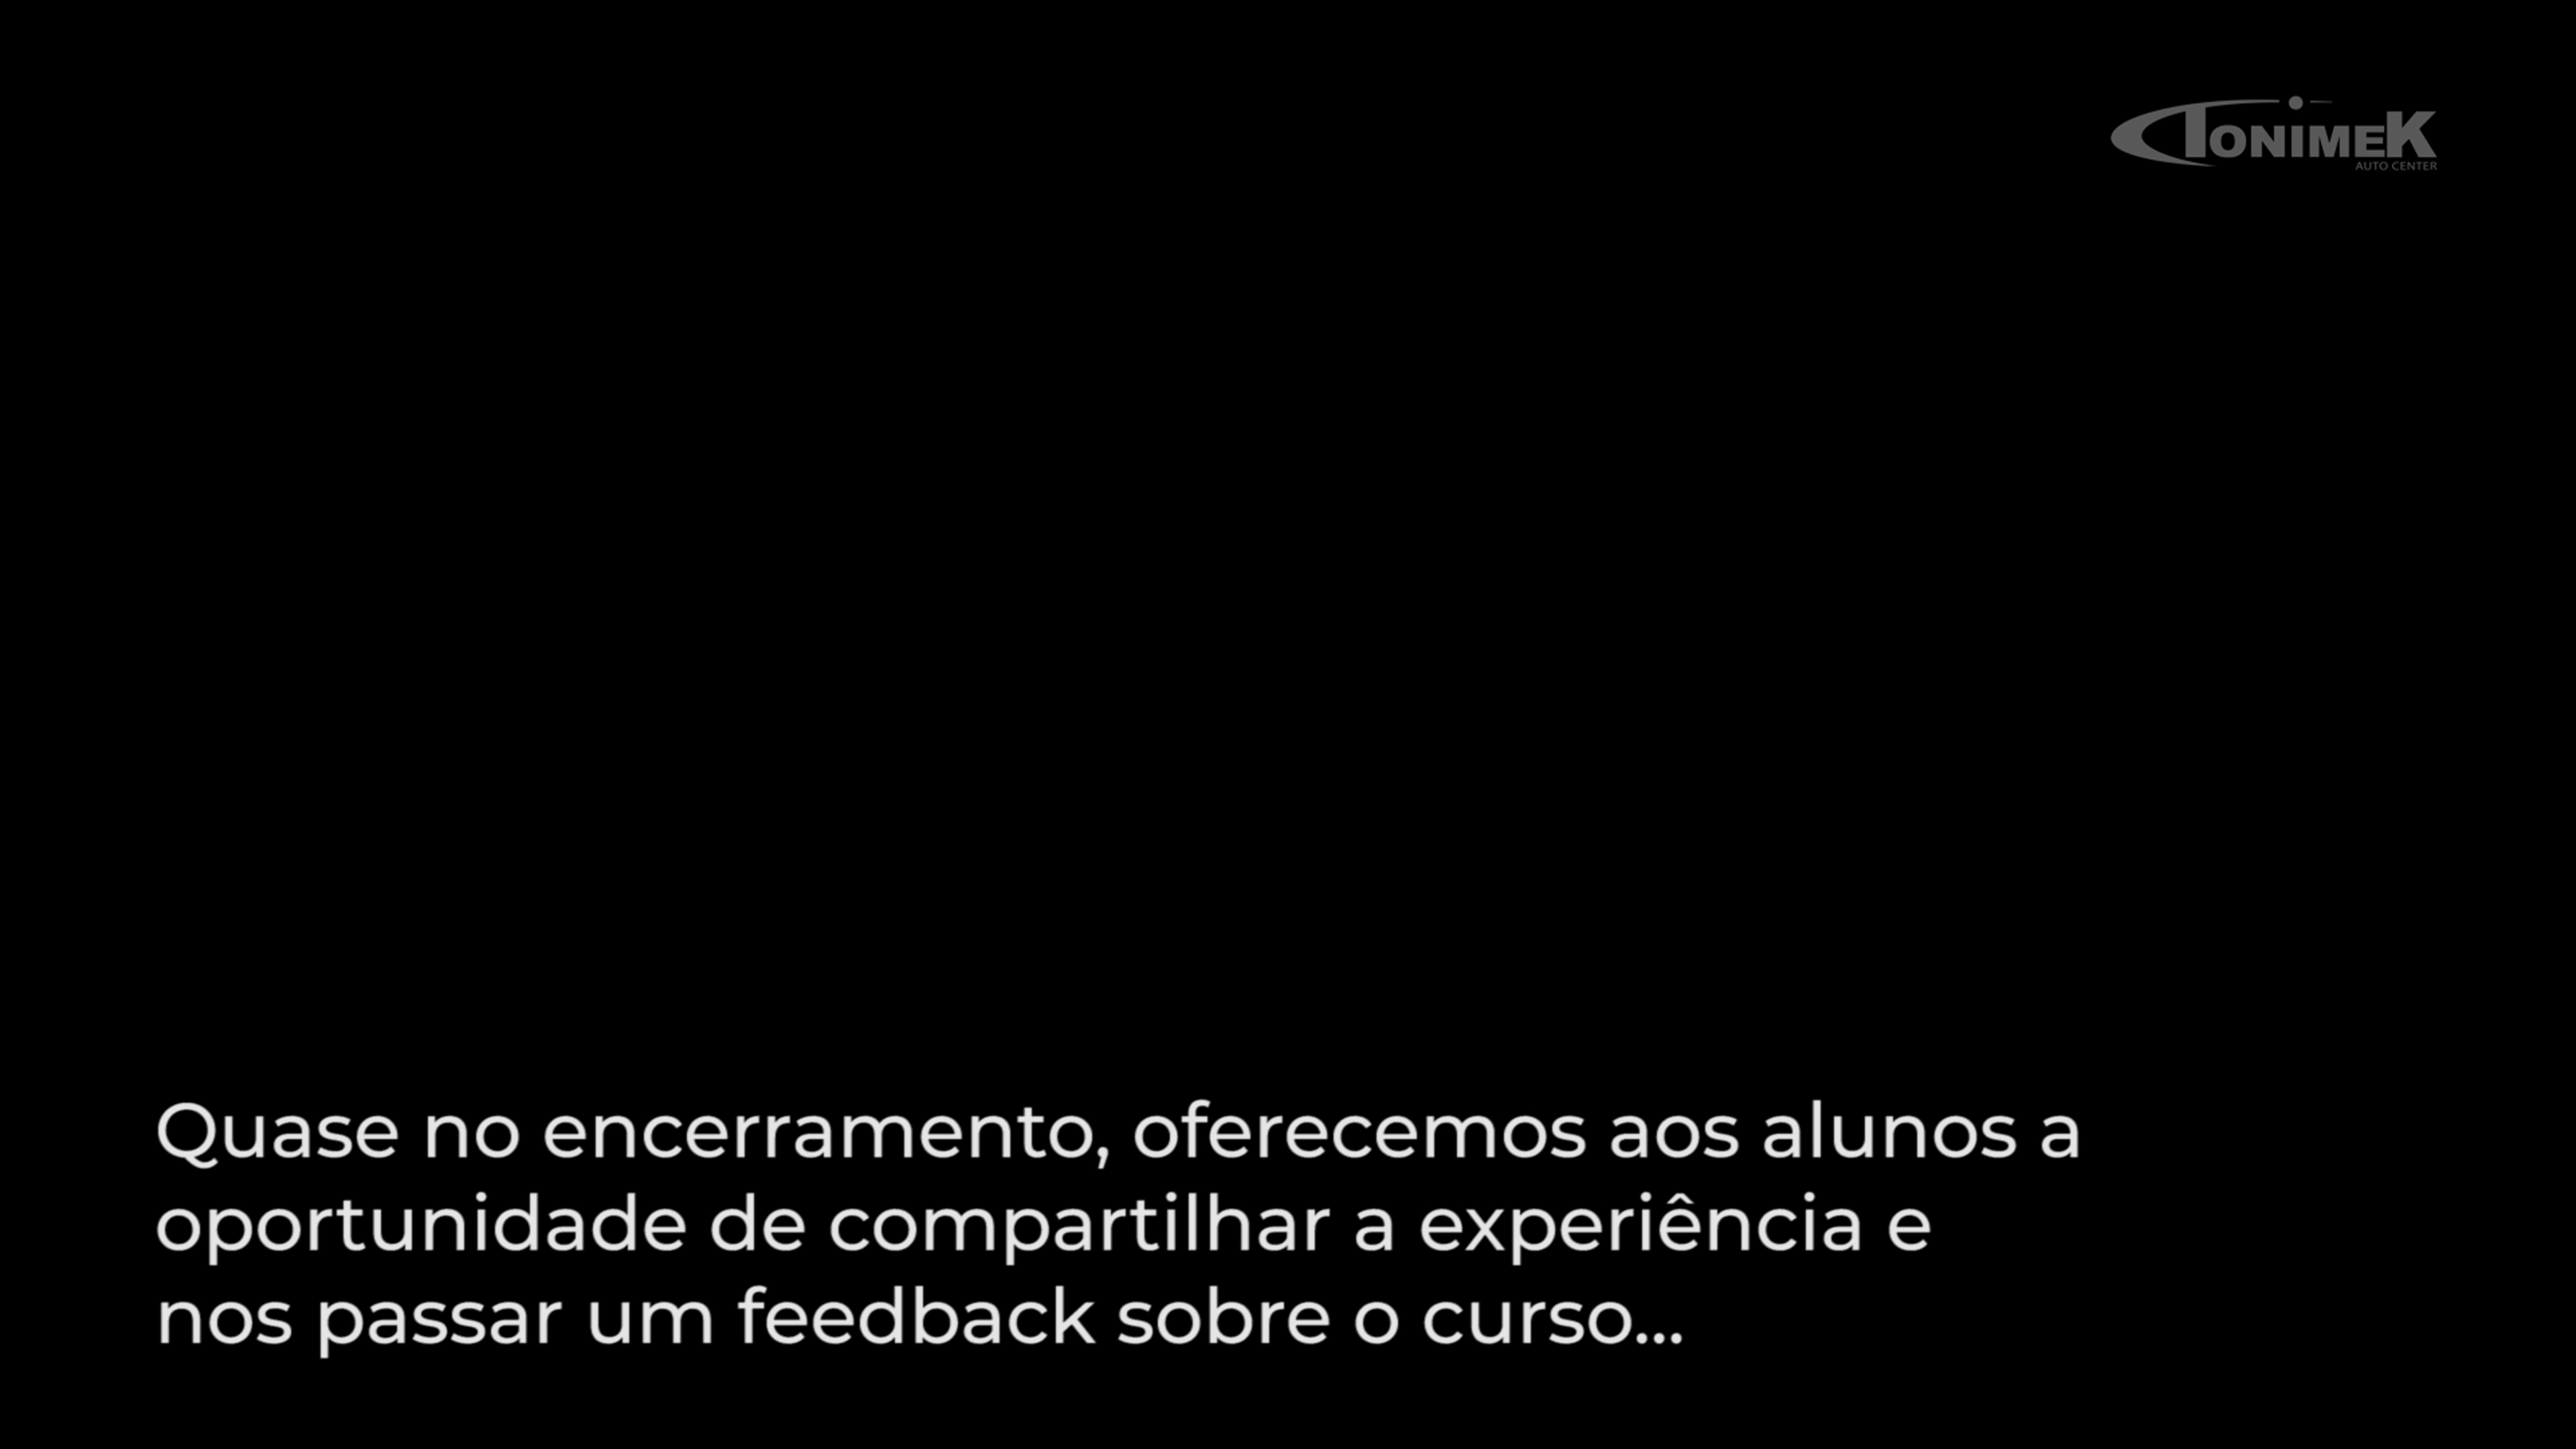 TONIMEK
AUTO CENTER
Quase no encerramento, oferecemos aos alunos a
oportunidade de compartilhar a experiência e
nos passar um feedback sobre o curso...